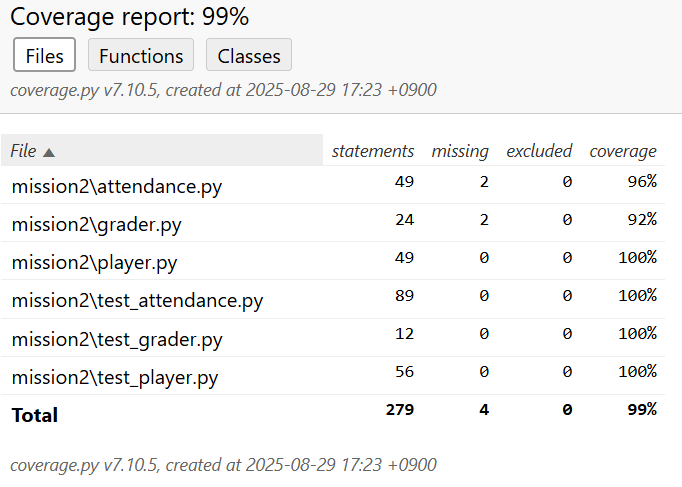 Coverage report: 99%
Files Functions Classes
coverage.py v7.10.5, created at 2025-08-29 17:23 +0900
File ▲ statements missing excluded coverage
mission2\attendance.py 49 2 0 96%
mission2\grader.py 24 2 0 92%
mission2\player.py 49 0 0 100%
mission2\test_attendance.py 89 0 0 100%
mission2\test_grader.py 12 0 0 100%
mission2\test_player.py 56 0 0 100%
Total 279 4 0 99%
coverage.py v7.10.5, created at 2025-08-29 17:23 +0900